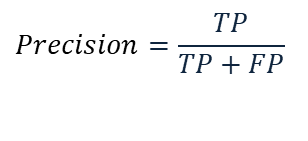 Precision = TP / (TP + FP)